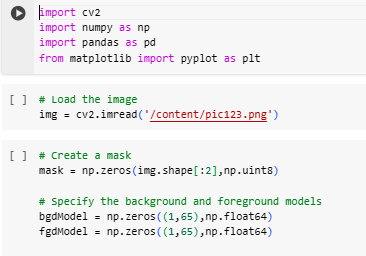 import cv2
import numpy as np
import pandas as pd
from matplotlib import pyplot as plt
[ ] # Load the image
img = cv2.imread('/content/pic123.png')
[ ] # Create a mask
mask = np.zeros(img.shape[:2],np.uint8)
# Specify the background and foreground models
bgdModel = np.zeros((1,65),np.float64)
fgdModel = np.zeros((1,65),np.float64)